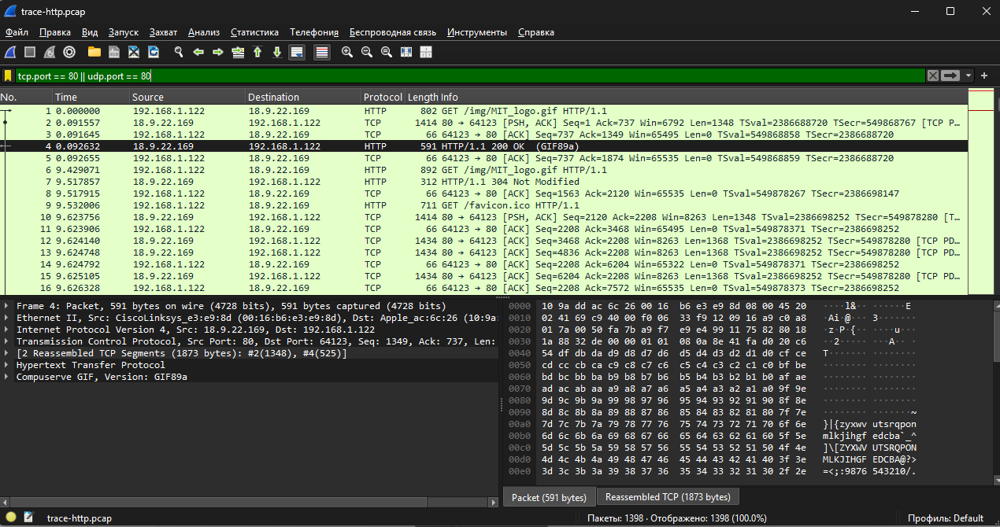 trace-http.pcap
Файл Правка Вид Запуск Захват Анализ Статистика Телефония Беспроводная связь Инструменты Справка
tcp.port == 80 || udp.port == 80
No. Time Source Destination Protocol Length Info
1 0.000000 192.168.1.122 18.9.22.169 HTTP 802 GET /img/MIT_logo.gif HTTP/1.1
2 0.091557 18.9.22.169 192.168.1.122 TCP 1414 80 → 64123 [PSH, ACK] Seq=1 Ack=737 Win=6792 Len=1348 TSval=2386688720 TSecr=549868767 [TCP P…
3 0.091645 192.168.1.122 18.9.22.169 TCP 66 64123 → 80 [ACK] Seq=737 Ack=1349 Win=65495 Len=0 TSval=549868858 TSecr=2386688720
4 0.092632 18.9.22.169 192.168.1.122 HTTP 591 HTTP/1.1 200 OK (GIF89a)
5 0.092655 192.168.1.122 18.9.22.169 TCP 66 64123 → 80 [ACK] Seq=737 Ack=1874 Win=65535 Len=0 TSval=549868859 TSecr=2386688720
6 9.429071 192.168.1.122 18.9.22.169 HTTP 892 GET /img/MIT_logo.gif HTTP/1.1
7 9.517857 18.9.22.169 192.168.1.122 HTTP 312 HTTP/1.1 304 Not Modified
8 9.517915 192.168.1.122 18.9.22.169 TCP 66 64123 → 80 [ACK] Seq=1563 Ack=2120 Win=65535 Len=0 TSval=549878267 TSecr=2386698147
9 9.532006 192.168.1.122 18.9.22.169 HTTP 711 GET /favicon.ico HTTP/1.1
10 9.623756 18.9.22.169 192.168.1.122 TCP 1414 80 → 64123 [PSH, ACK] Seq=2120 Ack=2208 Win=8263 Len=1348 TSval=2386698252 TSecr=549878280 [T…
11 9.623906 192.168.1.122 18.9.22.169 TCP 66 64123 → 80 [ACK] Seq=2208 Ack=3468 Win=65495 Len=0 TSval=549878371 TSecr=2386698252
12 9.624140 18.9.22.169 192.168.1.122 TCP 1434 80 → 64123 [ACK] Seq=3468 Ack=2208 Win=8263 Len=1368 TSval=2386698252 TSecr=549878280 [TCP PD…
13 9.624748 18.9.22.169 192.168.1.122 TCP 1434 80 → 64123 [ACK] Seq=4836 Ack=2208 Win=8263 Len=1368 TSval=2386698252 TSecr=549878280 [TCP PD…
14 9.624792 192.168.1.122 18.9.22.169 TCP 66 64123 → 80 [ACK] Seq=2208 Ack=6204 Win=65322 Len=0 TSval=549878371 TSecr=2386698252
15 9.625105 18.9.22.169 192.168.1.122 TCP 1434 80 → 64123 [ACK] Seq=6204 Ack=2208 Win=8263 Len=1368 TSval=2386698252 TSecr=549878280 [TCP PD…
16 9.626328 192.168.1.122 18.9.22.169 TCP 66 64123 → 80 [ACK] Seq=2208 Ack=7572 Win=65535 Len=0 TSval=549878373 TSecr=2386698252
Frame 4: Packet, 591 bytes on wire (4728 bits), 591 bytes captured (4728 bits)
Ethernet II, Src: CiscoLinksys_e3:e9:8d (00:16:b6:e3:e9:8d), Dst: Apple_ac:6c:26 (10:9a:
Internet Protocol Version 4, Src: 18.9.22.169, Dst: 192.168.1.122
Transmission Control Protocol, Src Port: 80, Dst Port: 64123, Seq: 1349, Ack: 737, Len:
[2 Reassembled TCP Segments (1873 bytes): #2(1348), #4(525)]
Hypertext Transfer Protocol
Compuserve GIF, Version: GIF89a
0000 10 9a dd ac 6c 26 00 16 b6 e3 e9 8d 08 00 45 20 ····l&·· ······E
0010 02 41 69 c9 40 00 f0 06 33 f9 12 09 16 a9 c0 a8 ·Ai·@··· 3·······
0020 01 7a 00 50 fa 7b a9 f7 e9 e4 99 11 75 82 80 18 ·z·P·{·· ····u···
0030 1a 88 32 de 00 00 01 01 08 0a 8e 41 fa d0 20 c6 ··2····· ···A·· ·
0040 54 df db da d9 d8 d7 d6 d5 d4 d3 d2 d1 d0 cf ce T······· ········
0050 cd cc cb ca c9 c8 c7 c6 c5 c4 c3 c2 c1 c0 bf be ········ ········
0060 bd bc bb ba b9 b8 b7 b6 b5 b4 b3 b2 b1 b0 af ae ········ ········
0070 ad ac ab aa a9 a8 a7 a6 a5 a4 a3 a2 a1 a0 9f 9e ········ ········
0080 9d 9c 9b 9a 99 98 97 96 95 94 93 92 91 90 8f 8e ········ ········
0090 8d 8c 8b 8a 89 88 87 86 85 84 83 82 81 80 7f 7e ········ ·······~
00a0 7d 7c 7b 7a 79 78 77 76 75 74 73 72 71 70 6f 6e }|{zyxwv utsrqpon
00b0 6d 6c 6b 6a 69 68 67 66 65 64 63 62 61 60 5f 5e mlkjihgf edcba`_^
00c0 5d 5c 5b 5a 59 58 57 56 55 54 53 52 51 50 4f 4e ]\[ZYXWV UTSRQPON
00d0 4d 4c 4b 4a 49 48 47 46 45 44 43 42 41 40 3f 3e MLKJIHGF EDCBA@?>
00e0 3d 3c 3b 3a 39 38 37 36 35 34 33 32 31 30 2f 2e =<;:9876 543210/.
Packet (591 bytes) Reassembled TCP (1873 bytes)
trace-http.pcap Пакеты: 1398 · Отображено: 1398 (100.0%) Профиль: Default